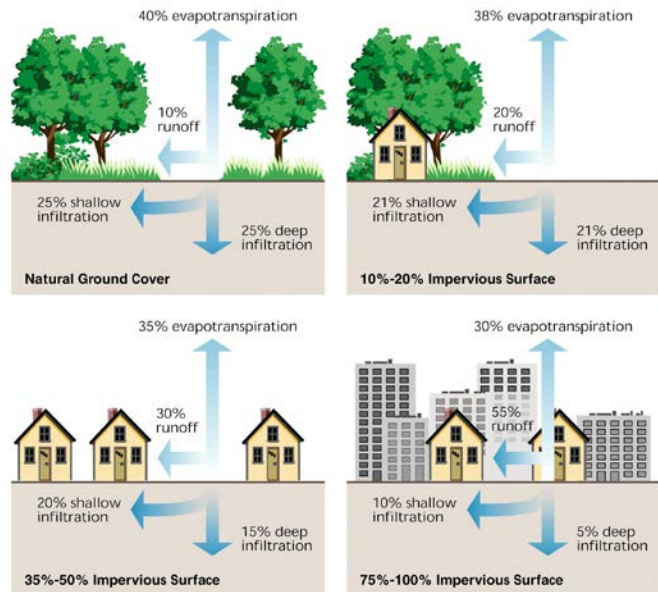 40% evapotranspiration
10%
runoff
25% shallow
infiltration
25% deep
infiltration
Natural Ground Cover
38% evapotranspiration
20%
runoff
21% shallow
infiltration
21% deep
infiltration
10%-20% Impervious Surface
35% evapotranspiration
30%
runoff
20% shallow
infiltration
15% deep
infiltration
35%-50% Impervious Surface
30% evapotranspiration
55%
runoff
10% shallow
infiltration
5% deep
infiltration
75%-100% Impervious Surface